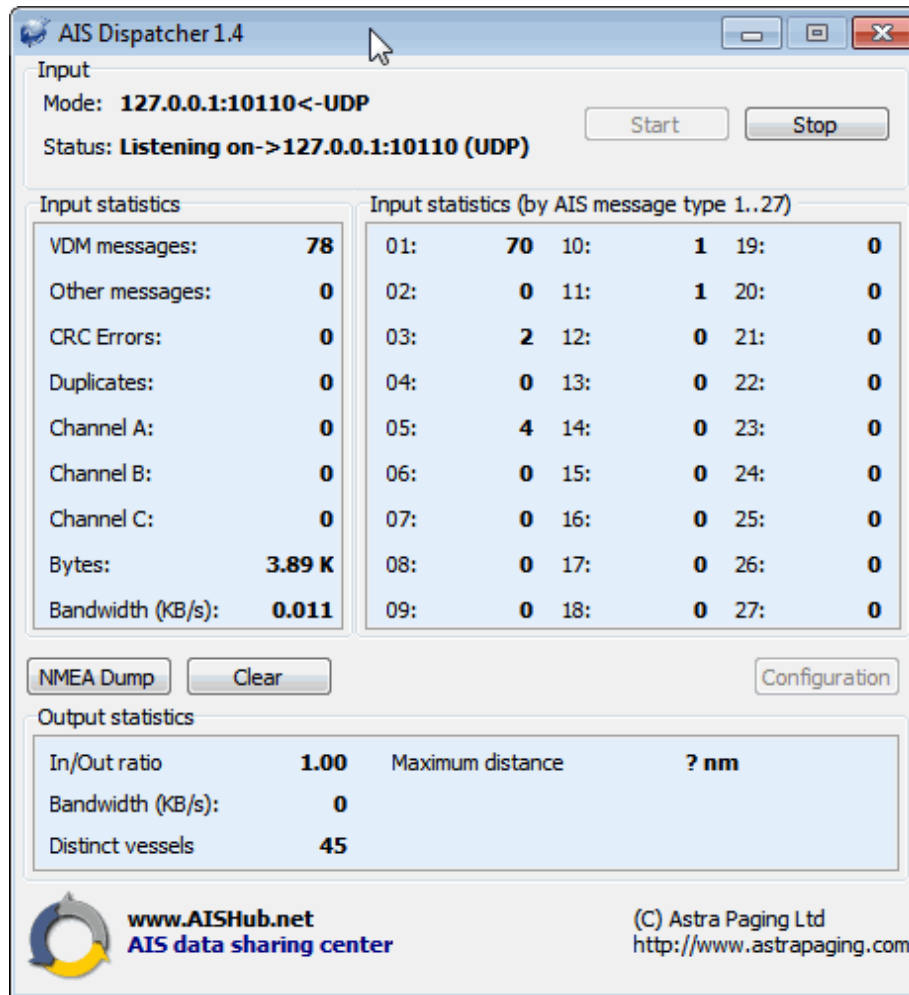 AIS Dispatcher 1.4
Input
Mode: 127.0.0.1:10110<-UDP
Start Stop
Status: Listening on->127.0.0.1:10110 (UDP)
Input statistics Input statistics (by AIS message type 1..27)
VDM messages: 78 01: 70 10: 1 19: 0
Other messages: 0 02: 0 11: 1 20: 0
CRC Errors: 0 03: 2 12: 0 21: 0
Duplicates: 0 04: 0 13: 0 22: 0
Channel A: 0 05: 4 14: 0 23: 0
Channel B: 0 06: 0 15: 0 24: 0
Channel C: 0 07: 0 16: 0 25: 0
Bytes: 3.89 K 08: 0 17: 0 26: 0
Bandwidth (KB/s): 0.011 09: 0 18: 0 27: 0
NMEA Dump Clear Configuration
Output statistics
In/Out ratio 1.00 Maximum distance ? nm
Bandwidth (KB/s): 0
Distinct vessels 45
www.AISHub.net (C) Astra Paging Ltd
AIS data sharing center http://www.astrapaging.com